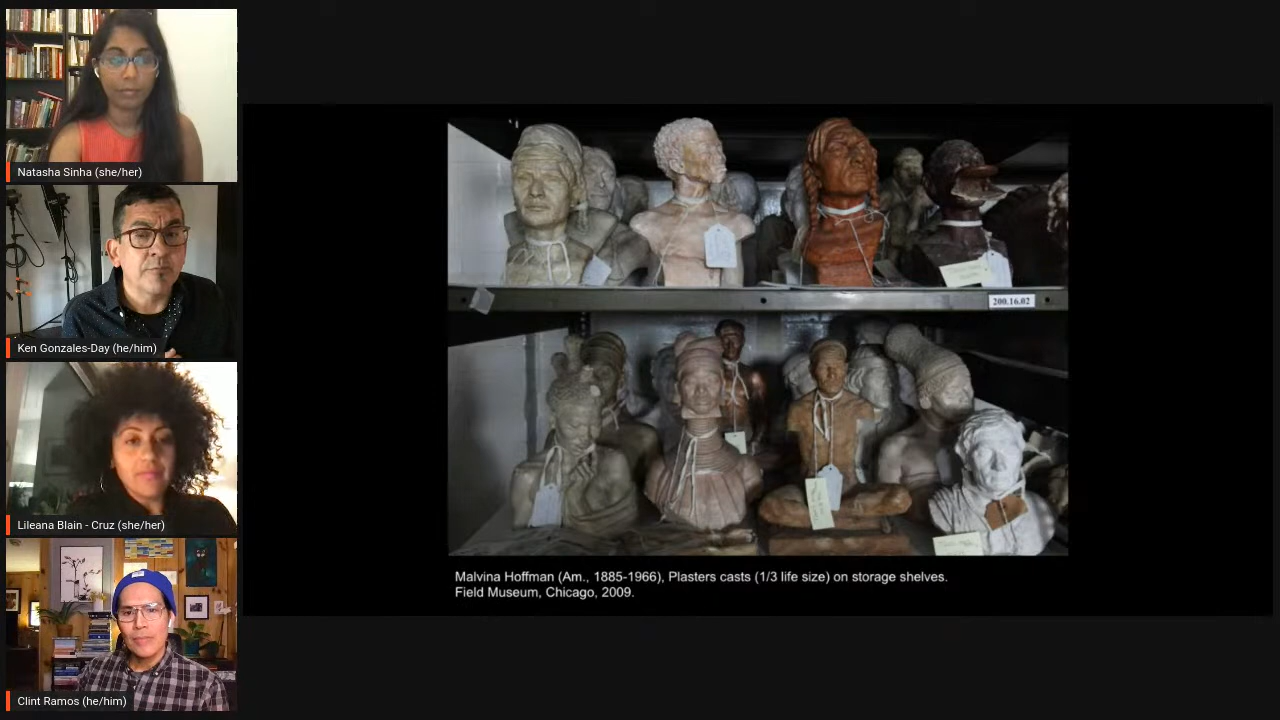 Natasha Sinha (she/her)
Ken Gonzales-Day (he/him)
Lileana Blain - Cruz (she/her)
Clint Ramos (he/him)
200.16.02
Malvina Hoffman (Am., 1885-1966), Plasters casts (1/3 life size) on storage shelves.
Field Museum, Chicago, 2009.